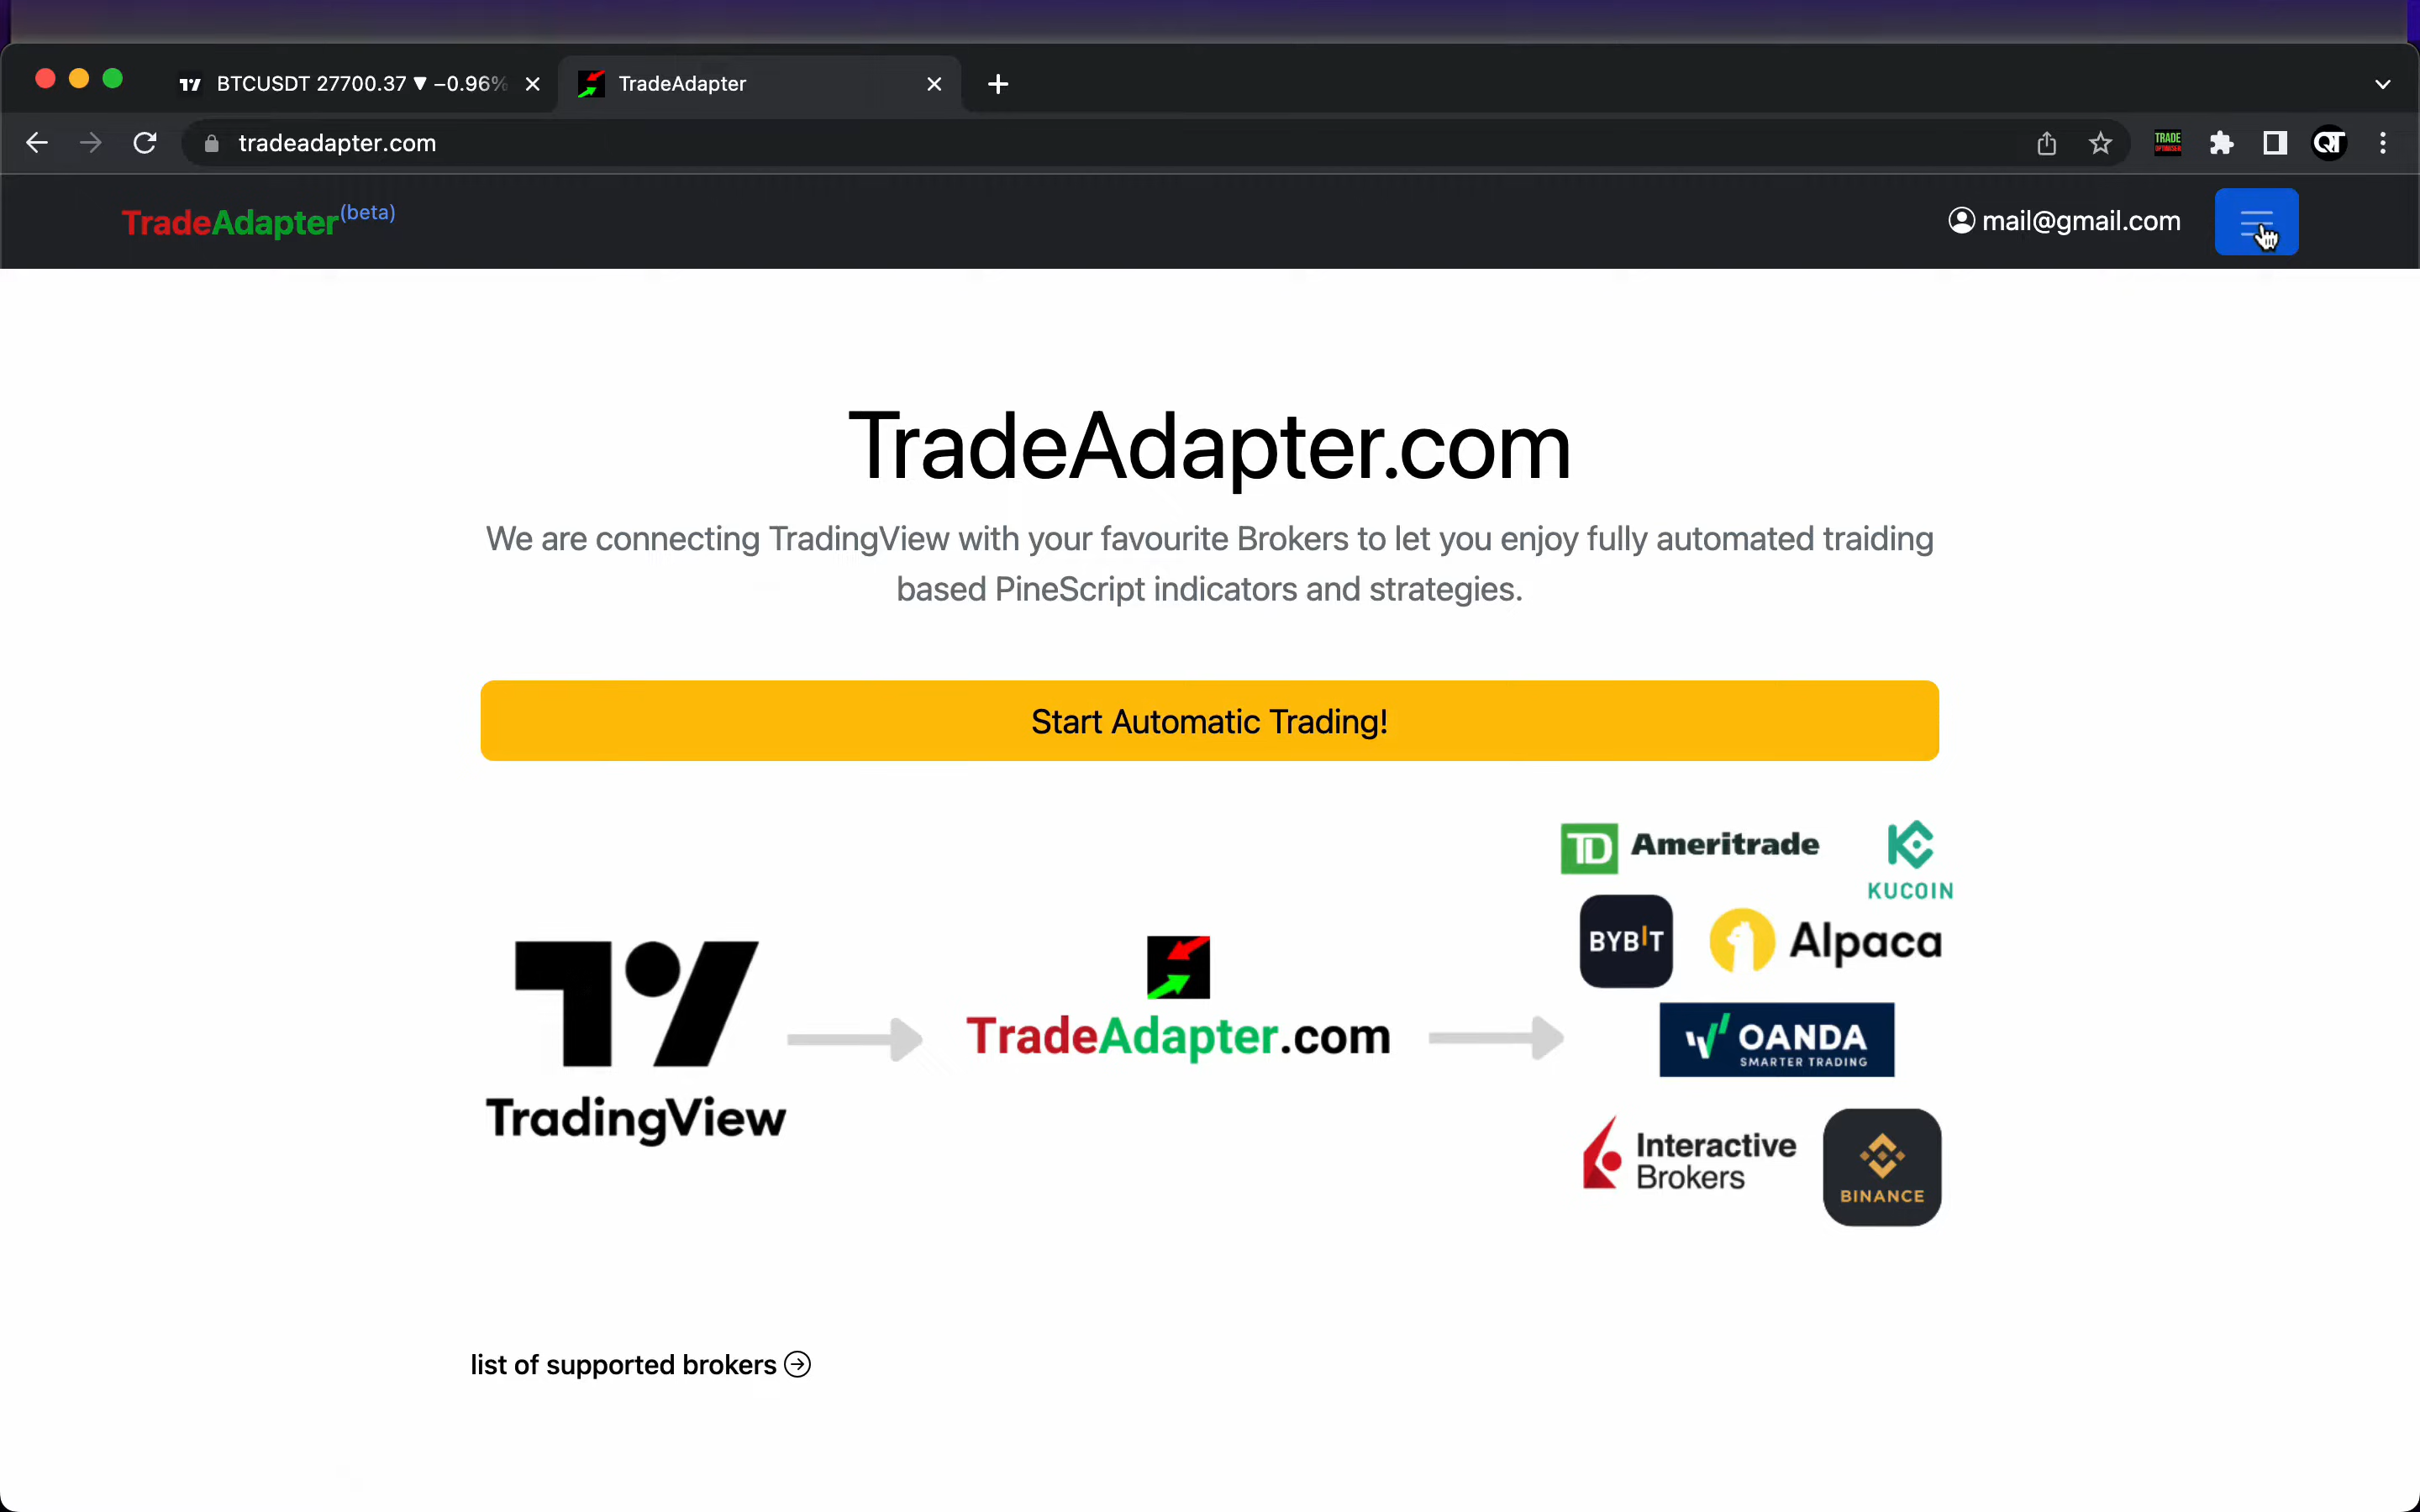 BTCUSDT 27700.37 ▼ −0.96%
TradeAdapter
tradeadapter.com
TRADE
QT
TradeAdapter(beta)
mail@gmail.com
TradeAdapter.com
We are connecting TradingView with your favourite Brokers to let you enjoy fully automated traiding
based PineScript indicators and strategies.
Start Automatic Trading!
TD Ameritrade
KUCOIN
BYBIT
Alpaca
OANDA
SMARTER TRADING
TradingView
TradeAdapter.com
Interactive
Brokers
BINANCE
list of supported brokers